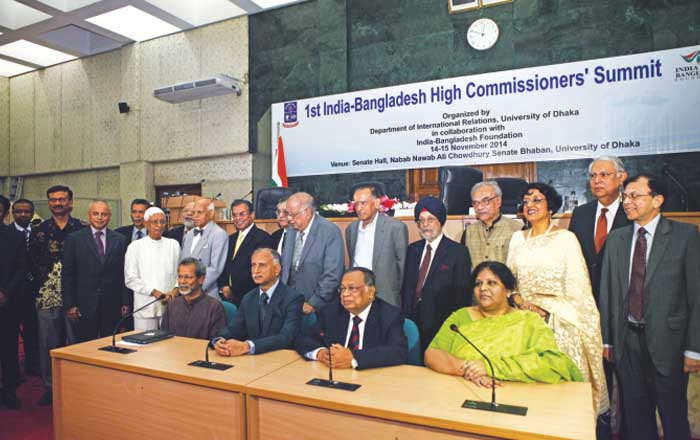 1st India-Bangladesh High Commissioners' Summit
Organized by
Department of International Relations, University of Dhaka
in collaboration with
India-Bangladesh Foundation
14-15 November 2014
Venue: Senate Hall, Nabab Nawab Ali Chowdhury Senate Bhaban, University of Dhaka
INDIA